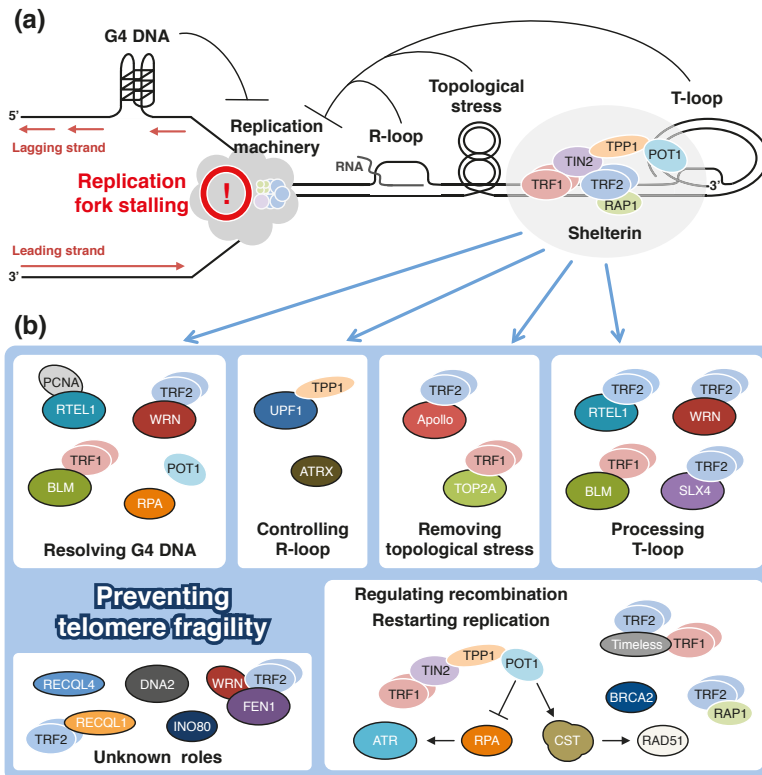 (a)
G4 DNA
5'
Lagging strand
Replication
machinery
Replication
fork stalling
!
Leading strand
3'
RNA
R-loop
Topological
stress
T-loop
TPP1
TIN2
POT1
TRF1
TRF2
RAP1
-3'
Shelterin
(b)
PCNA
RTEL1
TRF2
WRN
TRF1
BLM
POT1
RPA
Resolving G4 DNA
TPP1
UPF1
ATRX
Controlling
R-loop
TRF2
Apollo
TRF1
TOP2A
Removing
topological stress
TRF2
RTEL1
TRF2
WRN
TRF1
BLM
TRF2
SLX4
Processing
T-loop
Preventing
telomere fragility
RECQL4
DNA2
WRN
TRF2
FEN1
RECQL1
TRF2
INO80
Unknown roles
Regulating recombination
Restarting replication
TPP1
TIN2
POT1
TRF1
ATR
RPA
CST
RAD51
TRF2
Timeless
TRF1
BRCA2
TRF2
RAP1